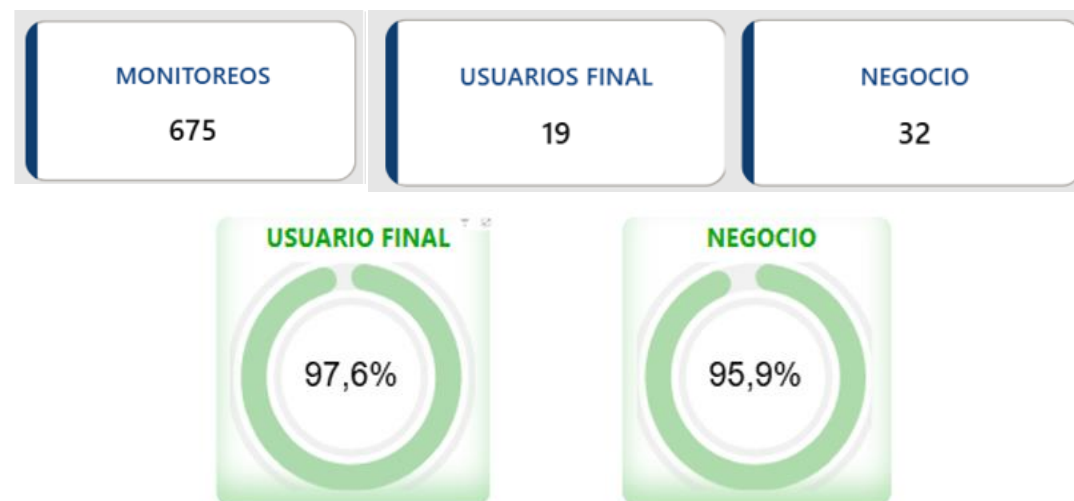 MONITOREOS
675
USUARIOS FINAL
19
NEGOCIO
32
USUARIO FINAL
97,6%
NEGOCIO
95,9%